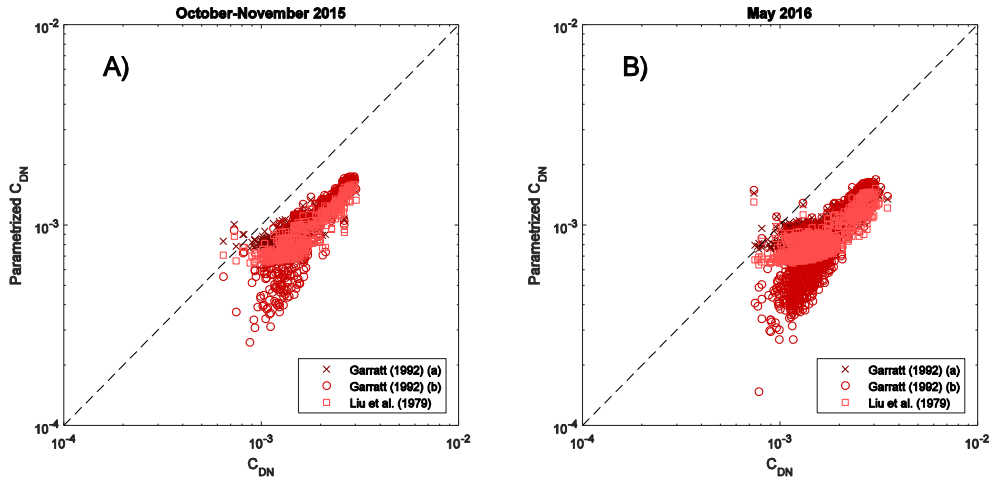 October-November 2015
A)
Parametrized C_DN
10^-2
10^-3
10^-4
Garratt (1992) (a)
Garratt (1992) (b)
Liu et al. (1979)
10^-4
10^-3
10^-2
C_DN
May 2016
B)
Parametrized C_DN
10^-2
10^-3
10^-4
Garratt (1992) (a)
Garratt (1992) (b)
Liu et al. (1979)
10^-4
10^-3
10^-2
C_DN